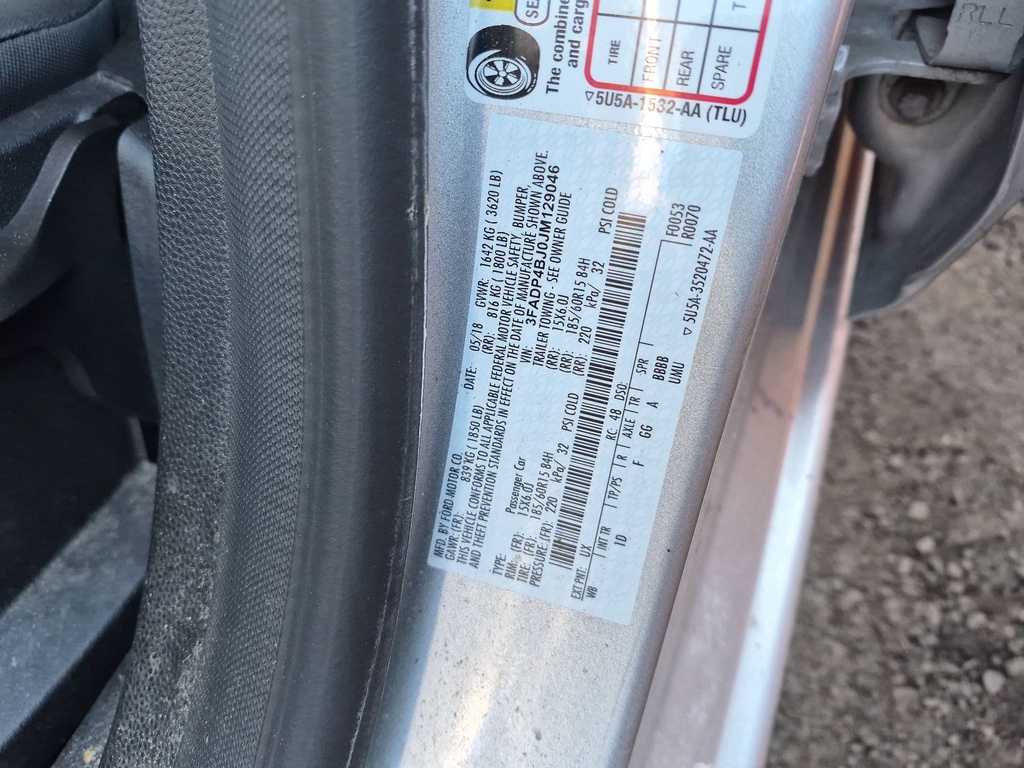 SE
The combine
and carg
TIRE
FRONT
REAR
SPARE
T
▽5U5A-1532-AA (TLU)
MFD. BY FORD MOTOR CO.
DATE: 05/18 GVWR: 1642 KG ( 3620 LB)
GAWR:(FR): 839 KG ( 1850 LB) (RR): 816 KG ( 1800 LB)
THIS VEHICLE CONFORMS TO ALL APPLICABLE FEDERAL MOTOR VEHICLE SAFETY, BUMPER,
AND THEFT PREVENTION STANDARDS IN EFFECT ON THE DATE OF MANUFACTURE SHOWN ABOVE.
VIN: 3FADP4BJ0JM129046
TYPE: Passenger Car TRAILER TOWING - SEE OWNER GUIDE
RIM: (FR): 15X6.0J (RR): 15X6.0J
TIRE: (FR): 185/60R15 84H (RR): 185/60R15 84H
PRESSURE:(FR): 220 kPa/ 32 PSI COLD (RR): 220 kPa/ 32 PSI COLD
EXT PNT: UX RC: 48 DSO: F0053
WB INT TR TP/PS R AXLE TR SPR R0070
1D F GG A BBBB
UMU
▽ 5U5A-3520472-AA
RLL